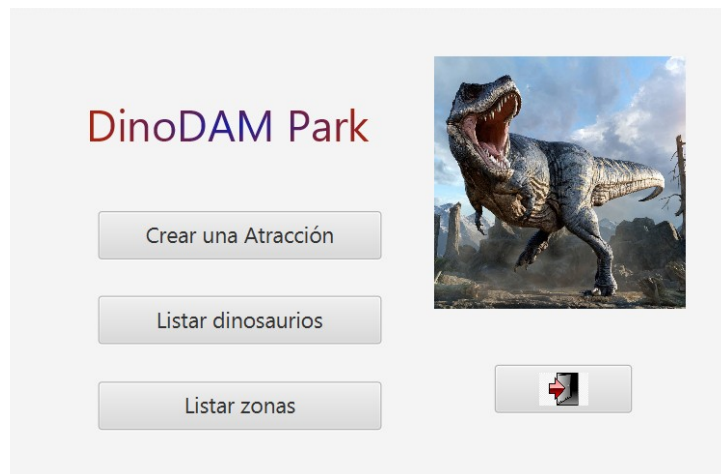 DinoDAM Park
Crear una Atracción
Listar dinosaurios
Listar zonas